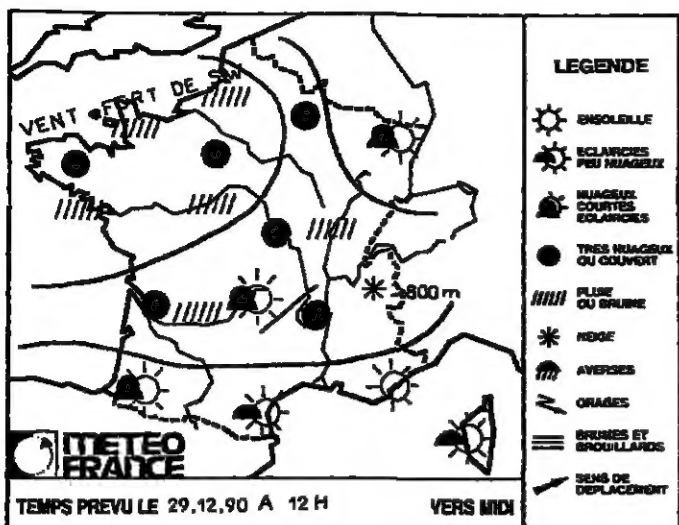 VENT FORT DE SW
800 m
METEO
FRANCE
TEMPS PREVU LE 29.12.90 A 12 H VERS MIDI
LEGENDE
ENSOLEILLE
ECLAIRCIES
PEU NUAGEUX
NUAGEUX
COURTES
ECLAIRCIES
TRES NUAGEUX
OU COUVERT
PLUIE
OU BRUINE
NEIGE
AVERSES
ORAGES
BRUMES ET
BROUILLARDS
SENS DE
DEPLACEMENT